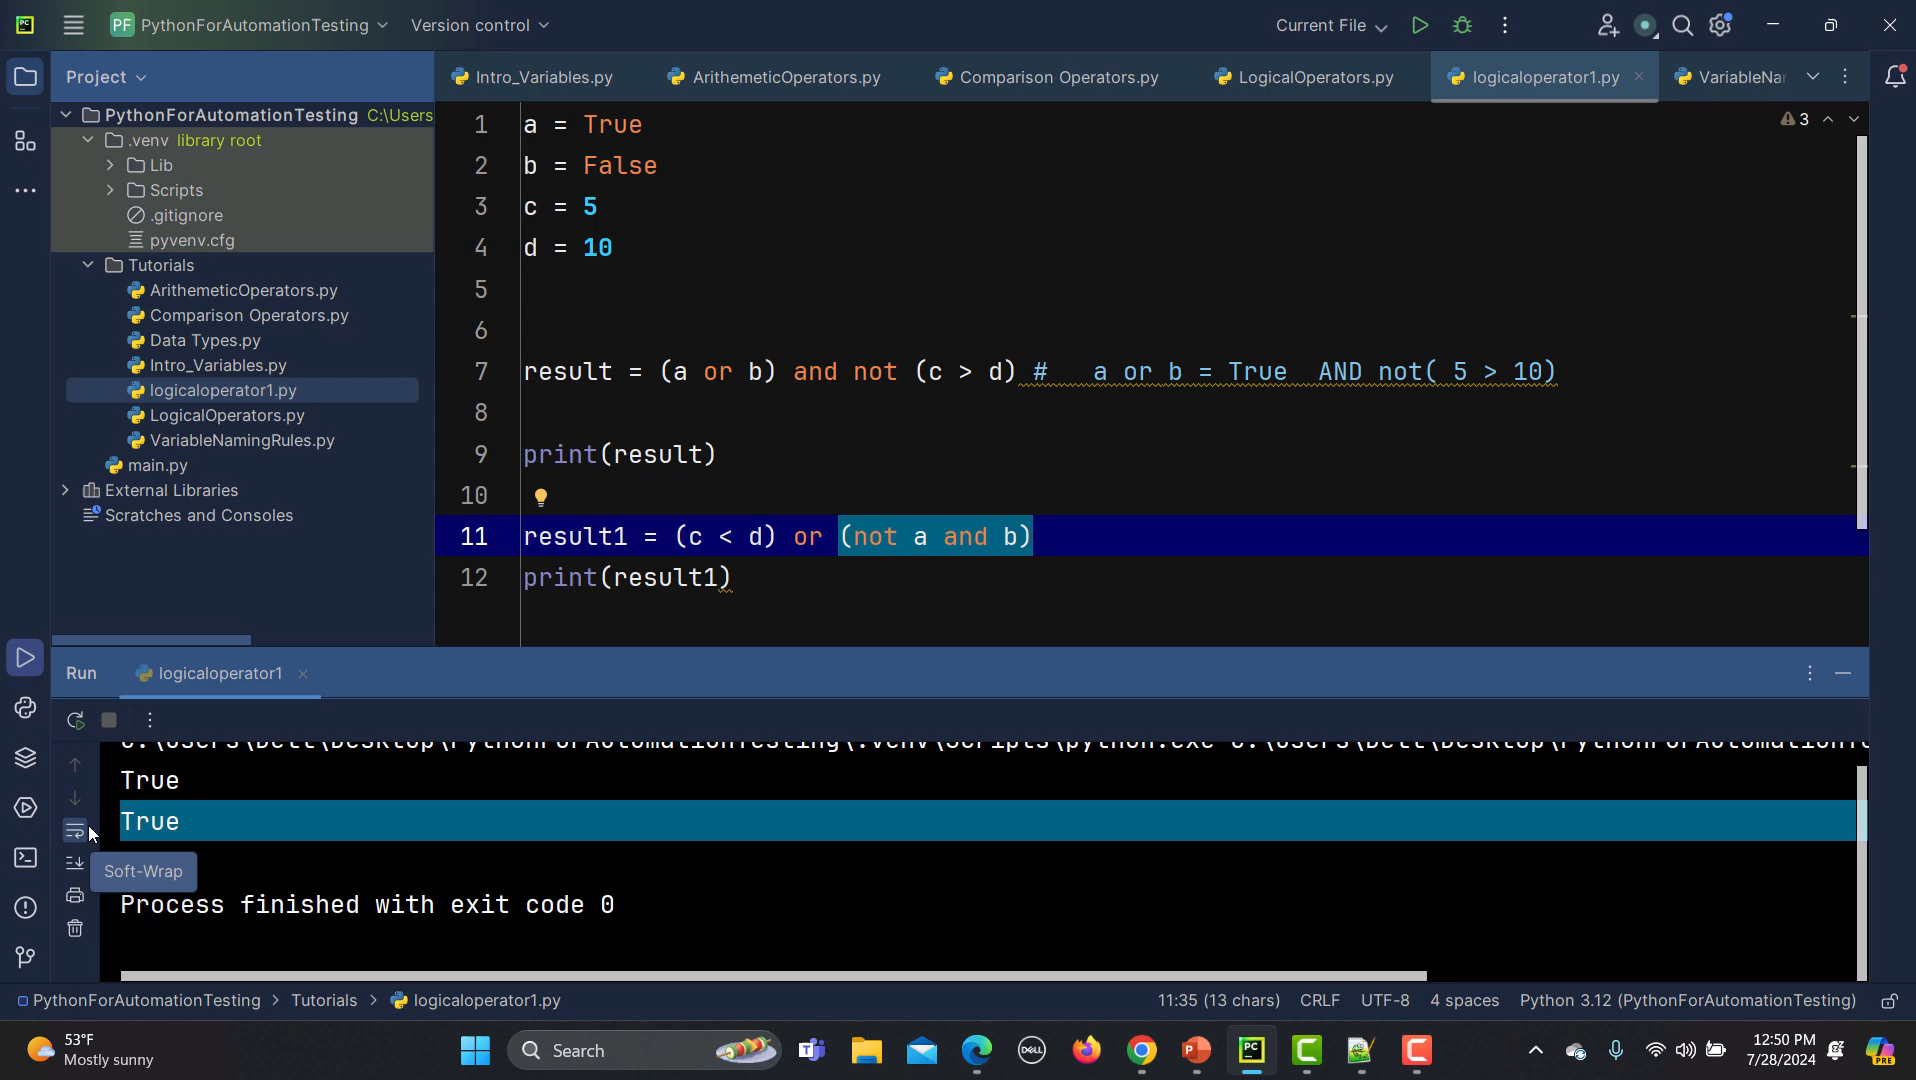 PF PythonForAutomationTesting Version control Current File
Project
Intro_Variables.py ArithemeticOperators.py Comparison Operators.py LogicalOperators.py logicaloperator1.py VariableNar
PythonForAutomationTesting C:\Users
.venv library root
Lib
Scripts
.gitignore
pyvenv.cfg
Tutorials
ArithemeticOperators.py
Comparison Operators.py
Data Types.py
Intro_Variables.py
logicaloperator1.py
LogicalOperators.py
VariableNamingRules.py
main.py
External Libraries
Scratches and Consoles
3
1 a = True
2 b = False
3 c = 5
4 d = 10
5
6
7 result = (a or b) and not (c > d) #   a or b = True  AND not( 5 > 10)
8
9 print(result)
10
11 result1 = (c < d) or (not a and b)
12 print(result1)
Run logicaloperator1
C:\Users\Dell\Desktop\PythonForAutomationTesting\.venv\Scripts\python.exe C:\Users\Dell\Desktop\PythonForAutomationTe
True
True
Soft-Wrap
Process finished with exit code 0
PythonForAutomationTesting > Tutorials > logicaloperator1.py 11:35 (13 chars) CRLF UTF-8 4 spaces Python 3.12 (PythonForAutomationTesting)
53°F
Mostly sunny
Search
DELL
12:50 PM
7/28/2024
PRE